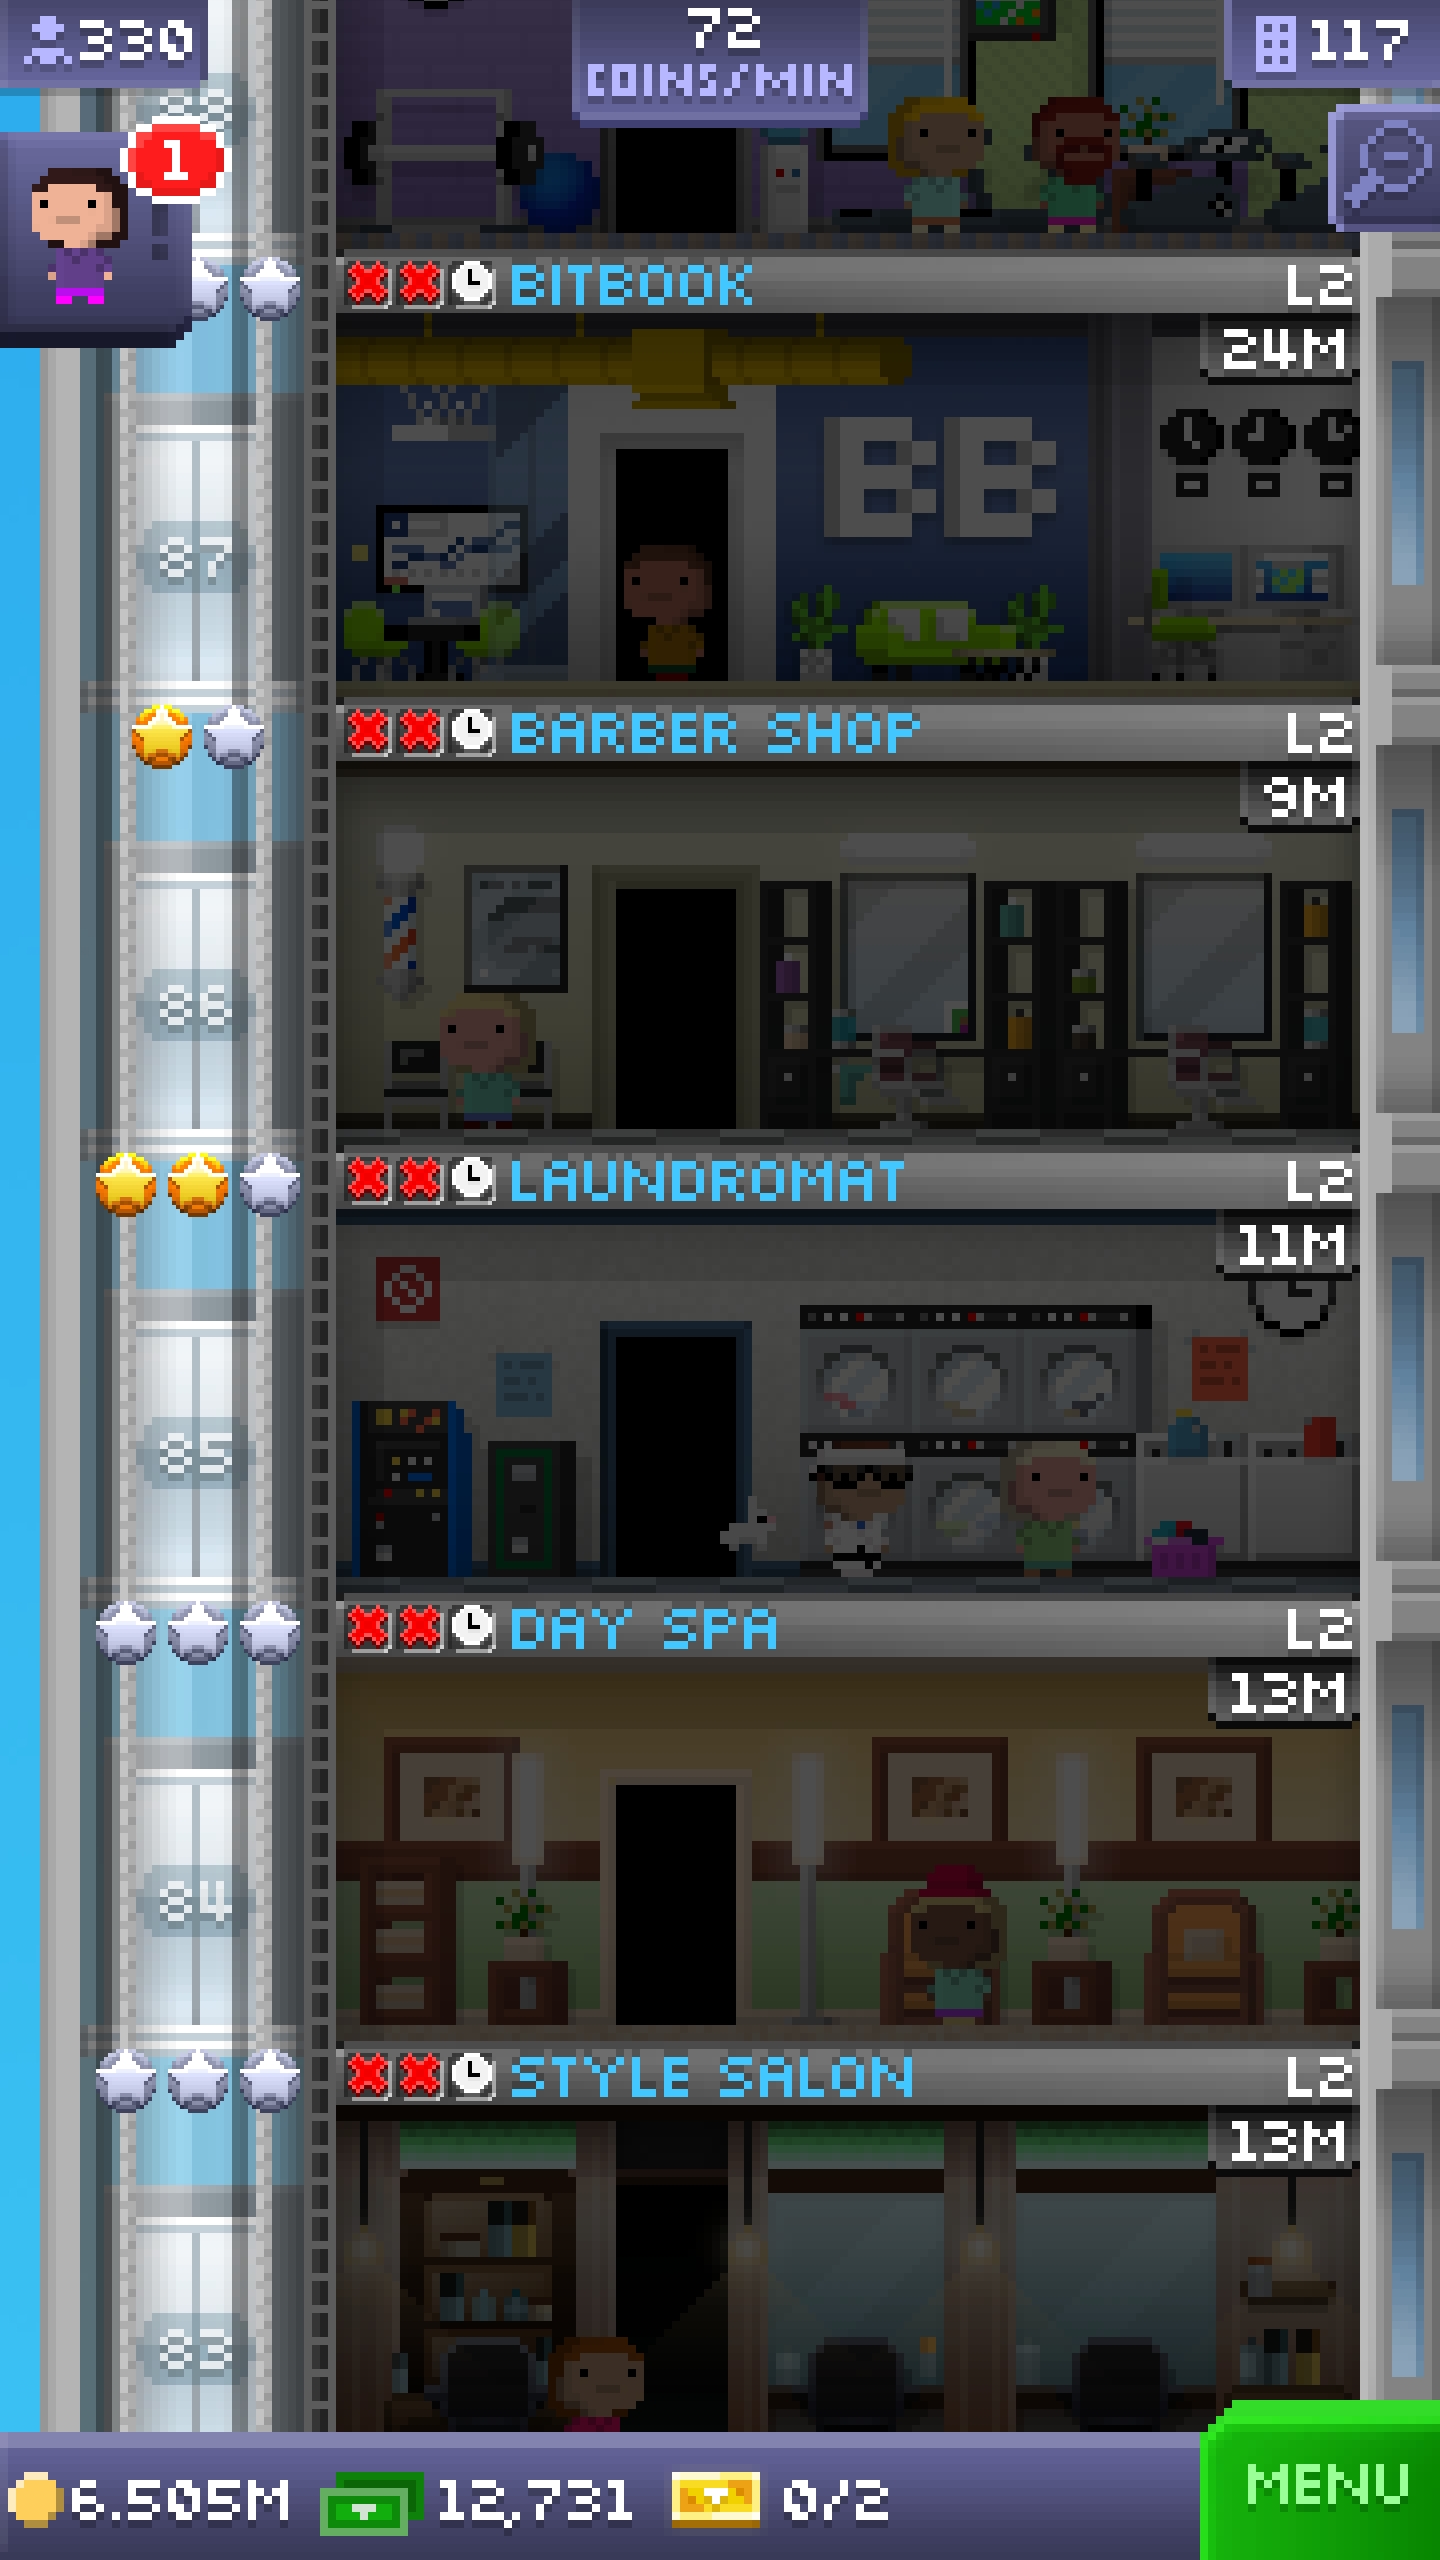 330
72
COINS/MIN
117
1
BITBOOK L2
24M
BB
87
BARBER SHOP L2
9M
86
LAUNDROMAT L2
11M
85
DAY SPA L2
13M
84
STYLE SALON L2
13M
83
6.505M 12,731 0/2 MENU